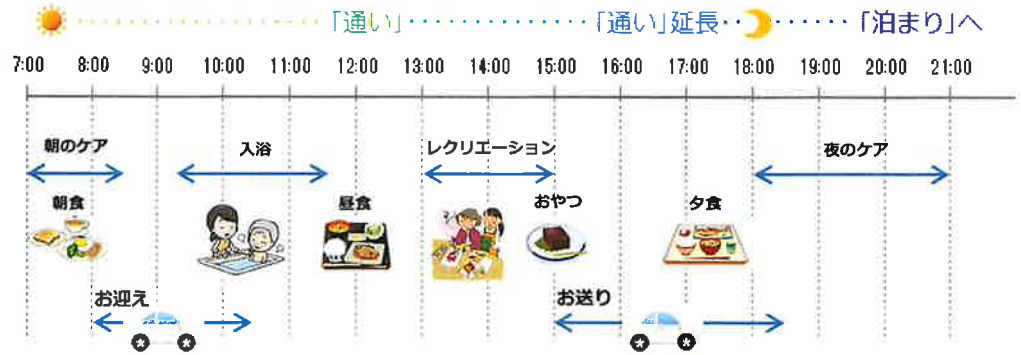 「通い」・・・・・・・・・・・・・・「通い」延長・・・・・・・・「泊まり」へ
7:00 8:00 9:00 10:00 11:00 12:00 13:00 14:00 15:00 16:00 17:00 18:00 19:00 20:00 21:00
朝のケア 入浴 レクリエーション 夜のケア
朝食 昼食 おやつ 夕食
お迎え お送り